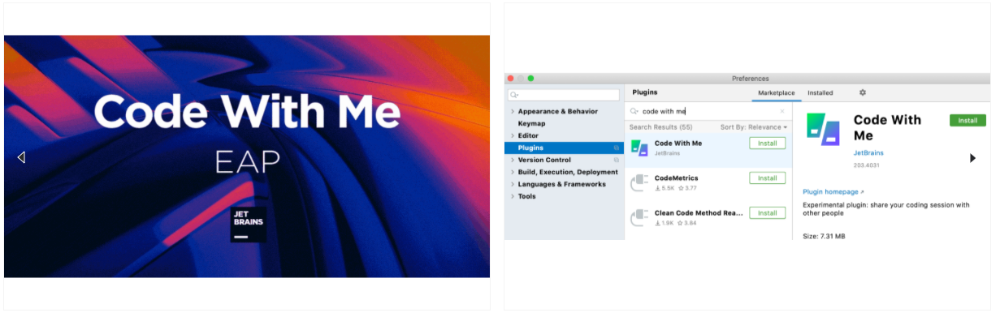 Code With Me
EAP
JET
BRAINS
Preferences
Appearance & Behavior
Keymap
Editor
Plugins
Version Control
Build, Execution, Deployment
Languages & Frameworks
Tools
Plugins
Marketplace
Installed
code with me
Search Results (55)
Sort By: Relevance
Code With Me
JetBrains
Install
CodeMetrics
5.5K 3.77
Install
Clean Code Method Rea...
1.9K 3.64
Install
Code With
Me
Install
JetBrains
203.4031
Plugin homepage
Experimental plugin: share your coding session with
other people
Size: 7.31 MB